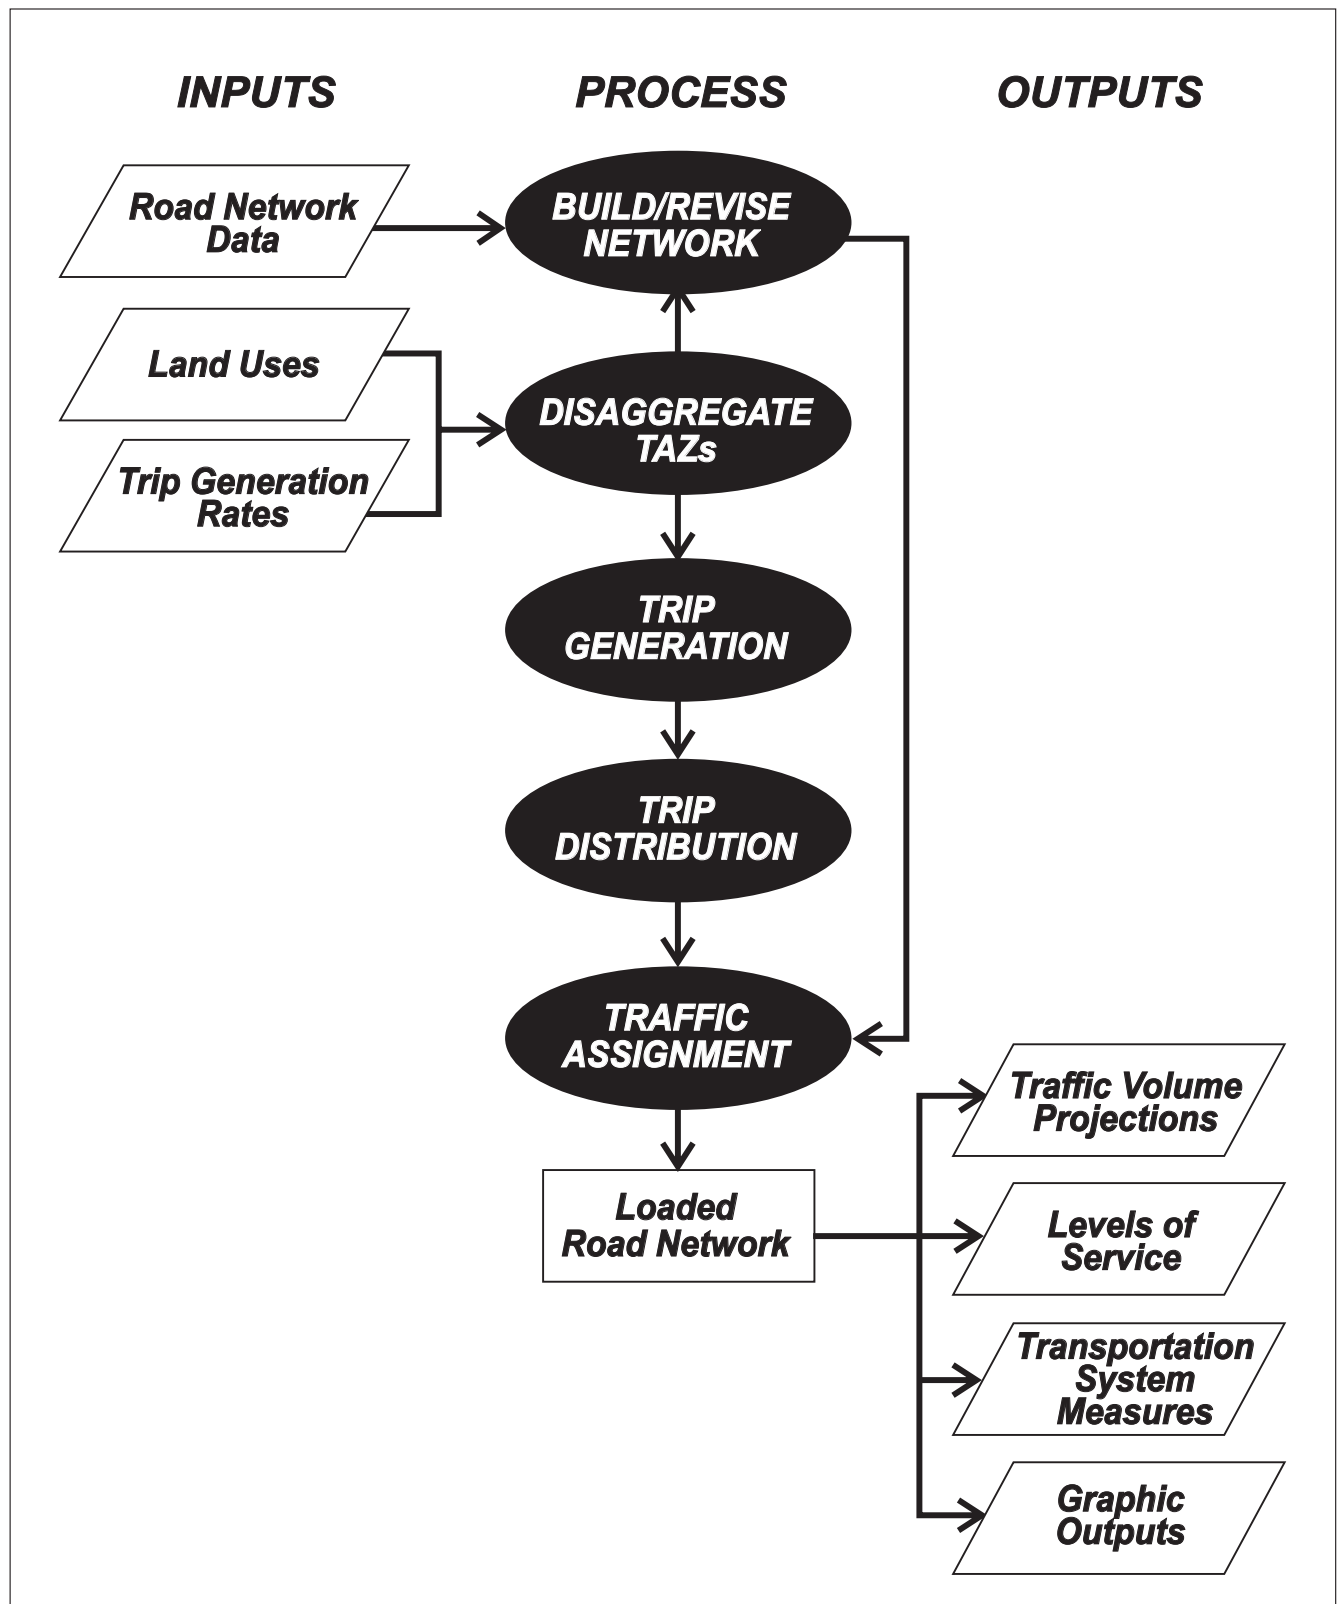 INPUTS
PROCESS
OUTPUTS
Road Network
Data
BUILD/REVISE
NETWORK
Land Uses
DISAGGREGATE
TAZs
Trip Generation
Rates
TRIP
GENERATION
TRIP
DISTRIBUTION
TRAFFIC
ASSIGNMENT
Traffic Volume
Projections
Loaded
Road Network
Levels of
Service
Transportation
System
Measures
Graphic
Outputs